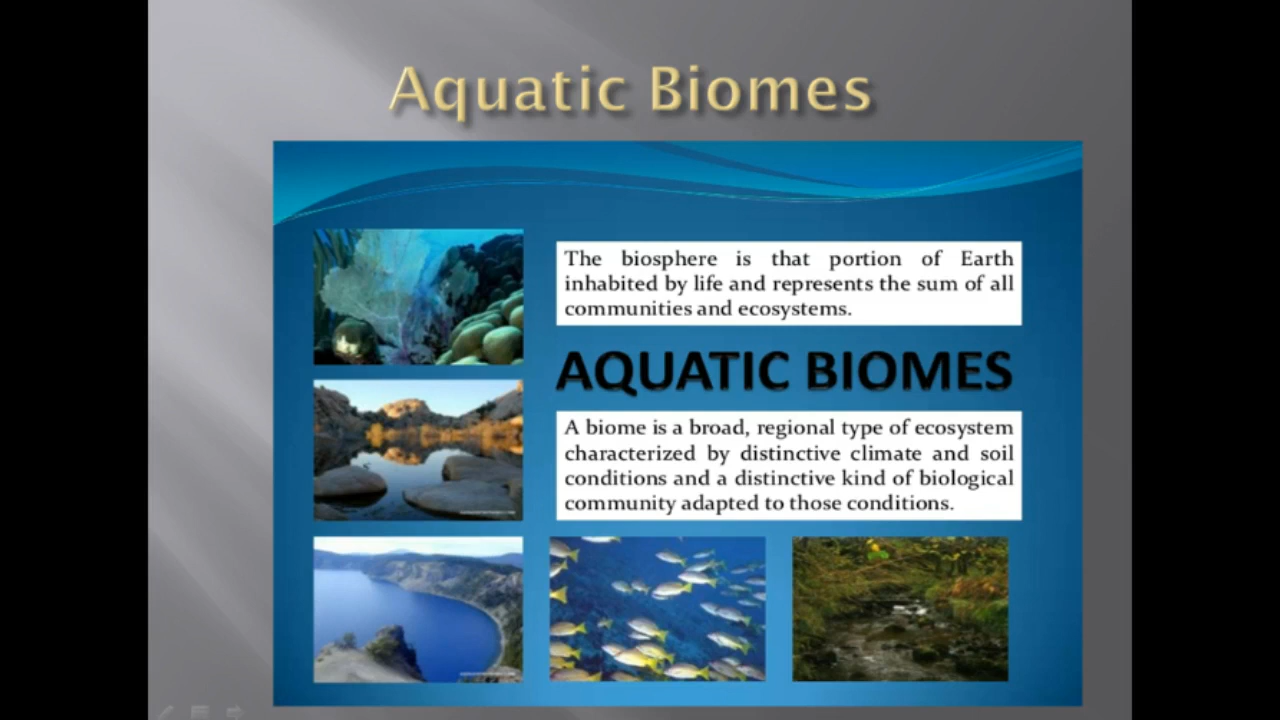 Aquatic Biomes
The biosphere is that portion of Earth
inhabited by life and represents the sum of all
communities and ecosystems.
AQUATIC BIOMES
A biome is a broad, regional type of ecosystem
characterized by distinctive climate and soil
conditions and a distinctive kind of biological
community adapted to those conditions.